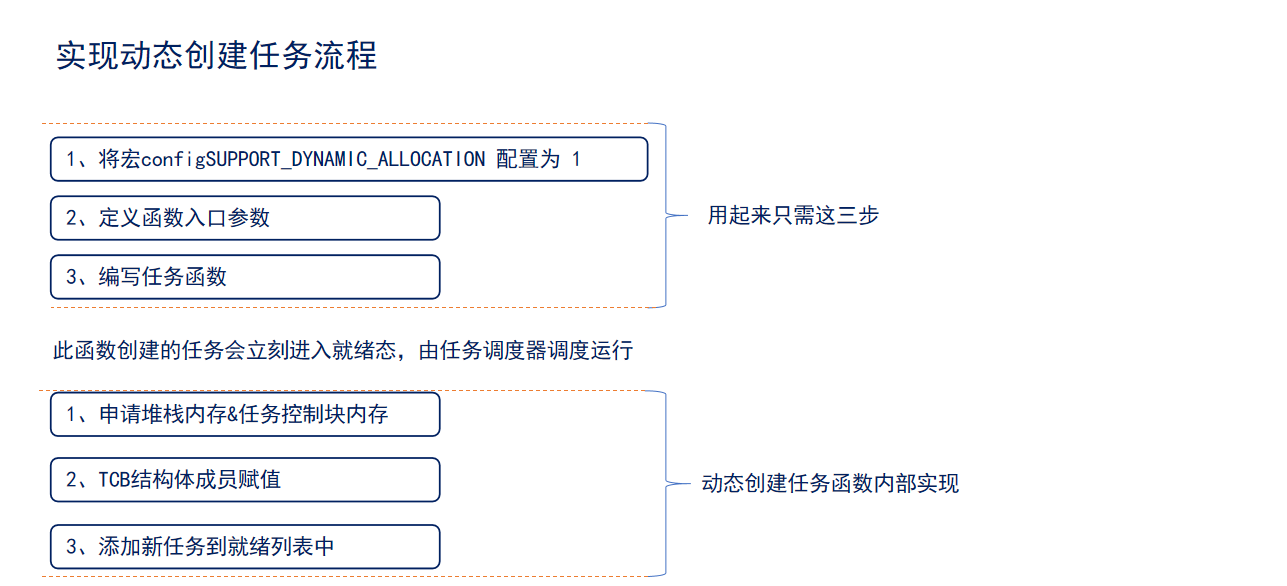 实现动态创建任务流程
1、将宏configSUPPORT_DYNAMIC_ALLOCATION 配置为 1
2、定义函数入口参数
3、编写任务函数
用起来只需这三步
此函数创建的任务会立刻进入就绪态，由任务调度器调度运行
1、申请堆栈内存&任务控制块内存
2、TCB结构体成员赋值
3、添加新任务到就绪列表中
动态创建任务函数内部实现